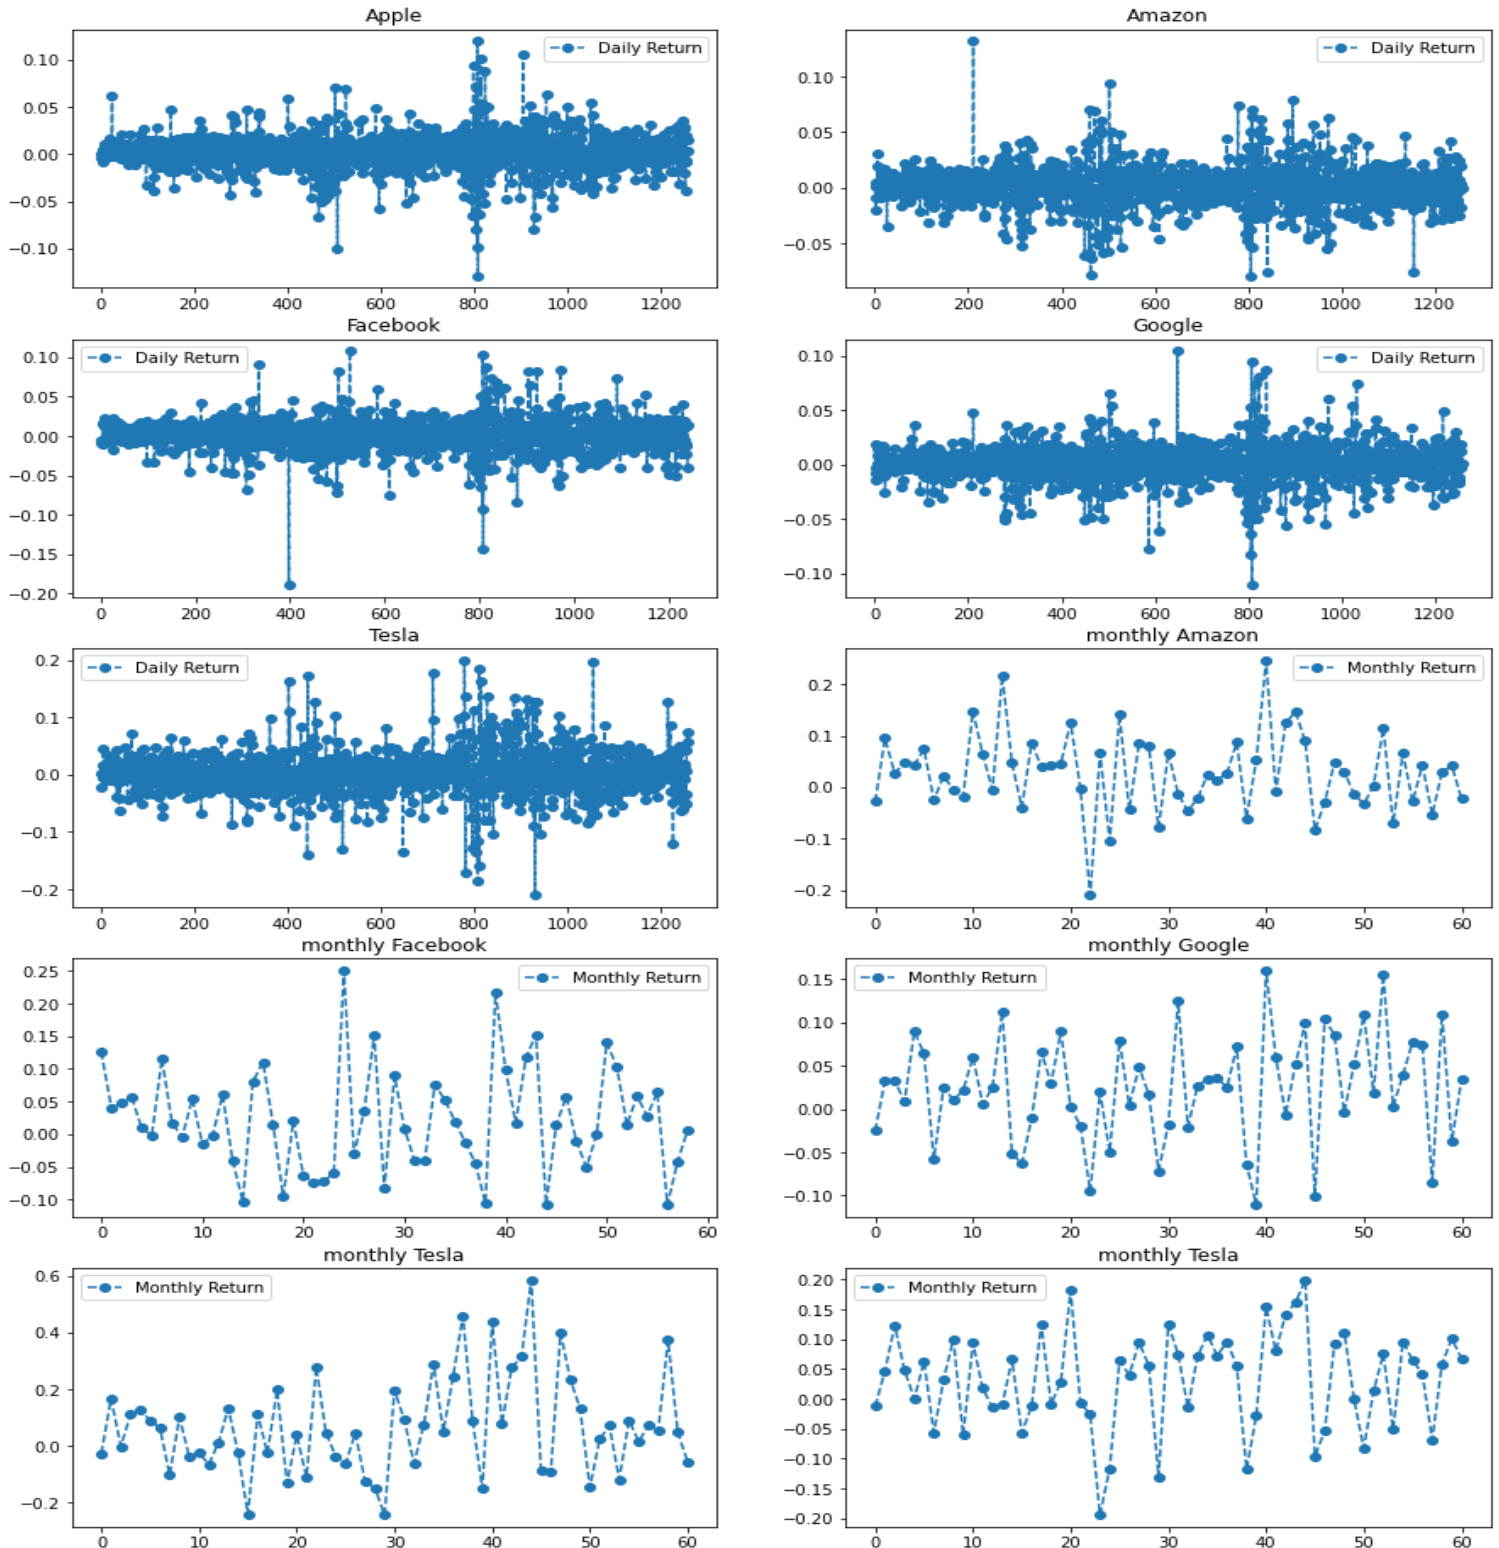 Apple
Daily Return
0.10
0.05
0.00
−0.05
−0.10
0 200 400 600 800 1000 1200
Amazon
Daily Return
0.10
0.05
0.00
−0.05
0 200 400 600 800 1000 1200
Facebook
Daily Return
0.10
0.05
0.00
−0.05
−0.10
−0.15
−0.20
0 200 400 600 800 1000 1200
Google
Daily Return
0.10
0.05
0.00
−0.05
−0.10
0 200 400 600 800 1000 1200
Tesla
Daily Return
0.2
0.1
0.0
−0.1
−0.2
0 200 400 600 800 1000 1200
monthly Amazon
Monthly Return
0.2
0.1
0.0
−0.1
−0.2
0 10 20 30 40 50 60
monthly Facebook
Monthly Return
0.25
0.20
0.15
0.10
0.05
0.00
−0.05
−0.10
0 10 20 30 40 50 60
monthly Google
Monthly Return
0.15
0.10
0.05
0.00
−0.05
−0.10
0 10 20 30 40 50 60
monthly Tesla
Monthly Return
0.6
0.4
0.2
0.0
−0.2
0 10 20 30 40 50 60
monthly Tesla
Monthly Return
0.20
0.15
0.10
0.05
0.00
−0.05
−0.10
−0.15
−0.20
0 10 20 30 40 50 60